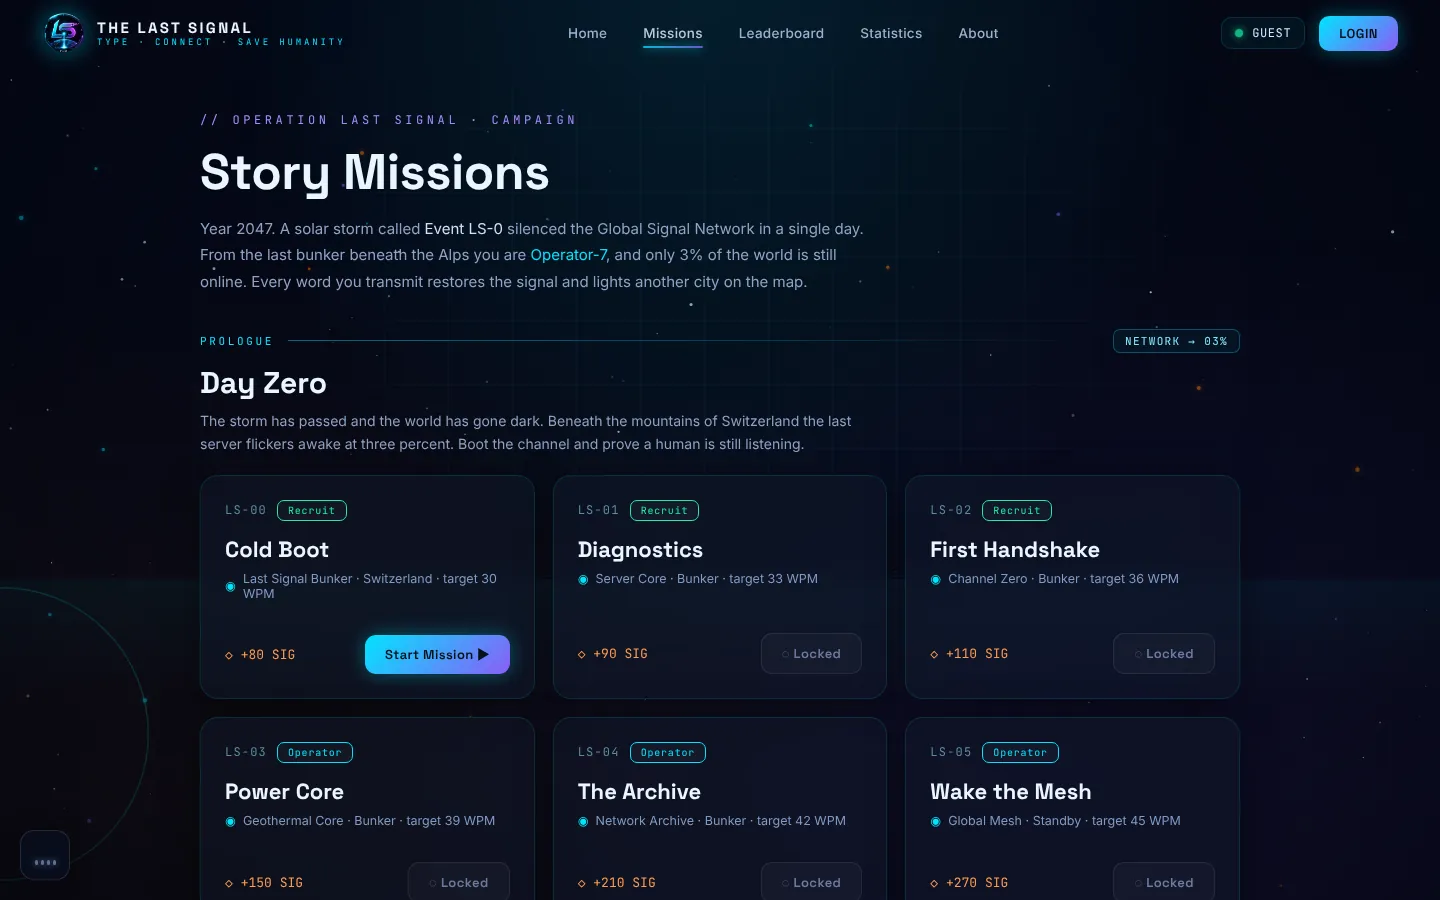 THE LAST SIGNAL
TYPE · CONNECT · SAVE HUMANITY
Home
Missions
Leaderboard
Statistics
About
GUEST
LOGIN
// OPERATION LAST SIGNAL · CAMPAIGN
Story Missions
Year 2047. A solar storm called Event LS-0 silenced the Global Signal Network in a single day.
From the last bunker beneath the Alps you are Operator-7, and only 3% of the world is still
online. Every word you transmit restores the signal and lights another city on the map.
PROLOGUE
NETWORK → 03%
Day Zero
The storm has passed and the world has gone dark. Beneath the mountains of Switzerland the last
server flickers awake at three percent. Boot the channel and prove a human is still listening.
LS-00 Recruit
Cold Boot
◉ Last Signal Bunker · Switzerland · target 30
WPM
◇ +80 SIG
Start Mission ▶
LS-01 Recruit
Diagnostics
◉ Server Core · Bunker · target 33 WPM
◇ +90 SIG
◌ Locked
LS-02 Recruit
First Handshake
◉ Channel Zero · Bunker · target 36 WPM
◇ +110 SIG
◌ Locked
LS-03 Operator
Power Core
◉ Geothermal Core · Bunker · target 39 WPM
◇ +150 SIG
◌ Locked
LS-04 Operator
The Archive
◉ Network Archive · Bunker · target 42 WPM
◇ +210 SIG
◌ Locked
LS-05 Operator
Wake the Mesh
◉ Global Mesh · Standby · target 45 WPM
◇ +270 SIG
◌ Locked